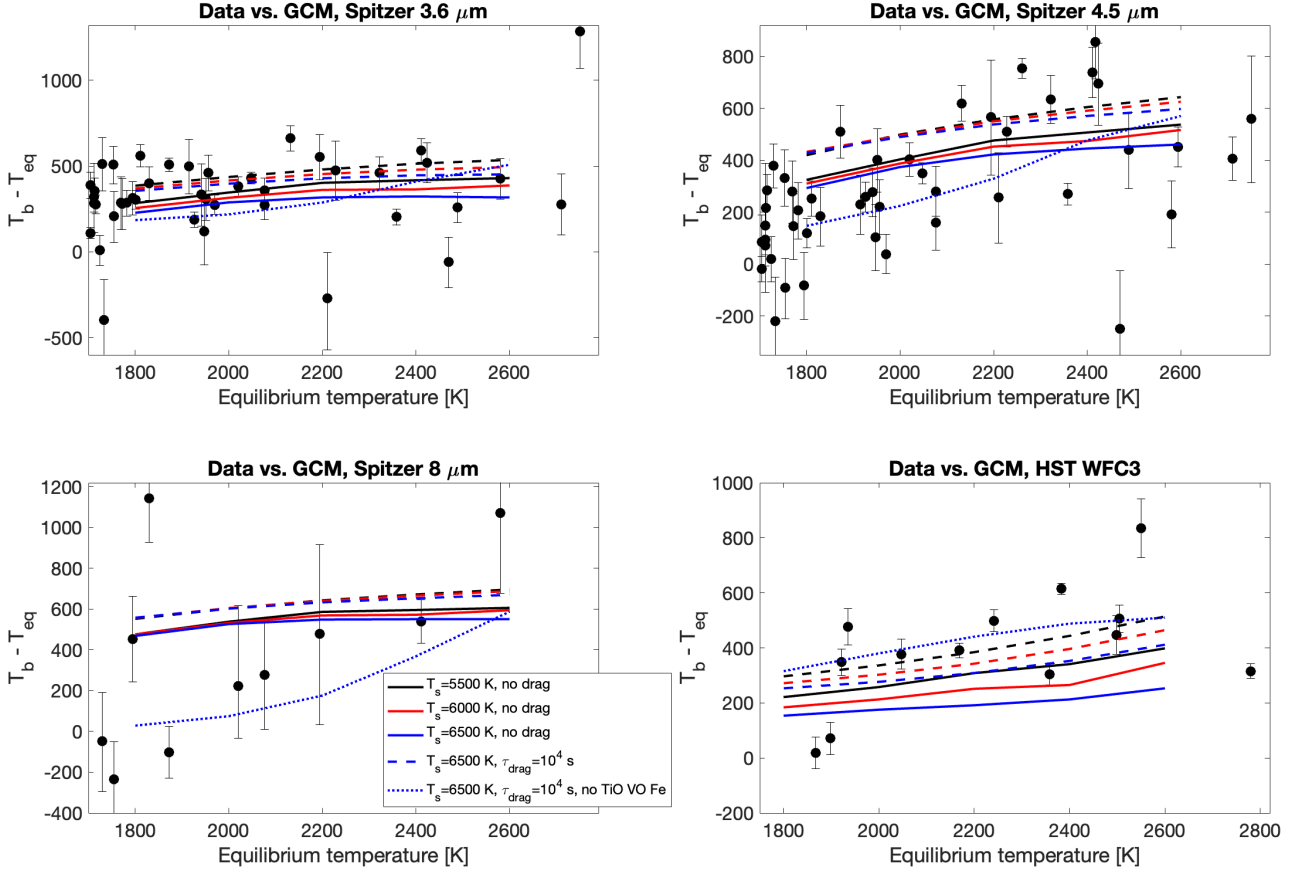 Data vs. GCM, Spitzer 3.6 μm
1000
500
0
-500
T_b - T_eq
1800 2000 2200 2400 2600
Equilibrium temperature [K]
Data vs. GCM, Spitzer 4.5 μm
800
600
400
200
0
-200
T_b - T_eq
1800 2000 2200 2400 2600
Equilibrium temperature [K]
Data vs. GCM, Spitzer 8 μm
1200
1000
800
600
400
200
0
-200
-400
T_b - T_eq
T_s=5500 K, no drag
T_s=6000 K, no drag
T_s=6500 K, no drag
T_s=6500 K, τ_drag=10^4 s
T_s=6500 K, τ_drag=10^4 s, no TiO VO Fe
1800 2000 2200 2400 2600
Equilibrium temperature [K]
Data vs. GCM, HST WFC3
1000
800
600
400
200
0
-200
T_b - T_eq
1800 2000 2200 2400 2600 2800
Equilibrium temperature [K]